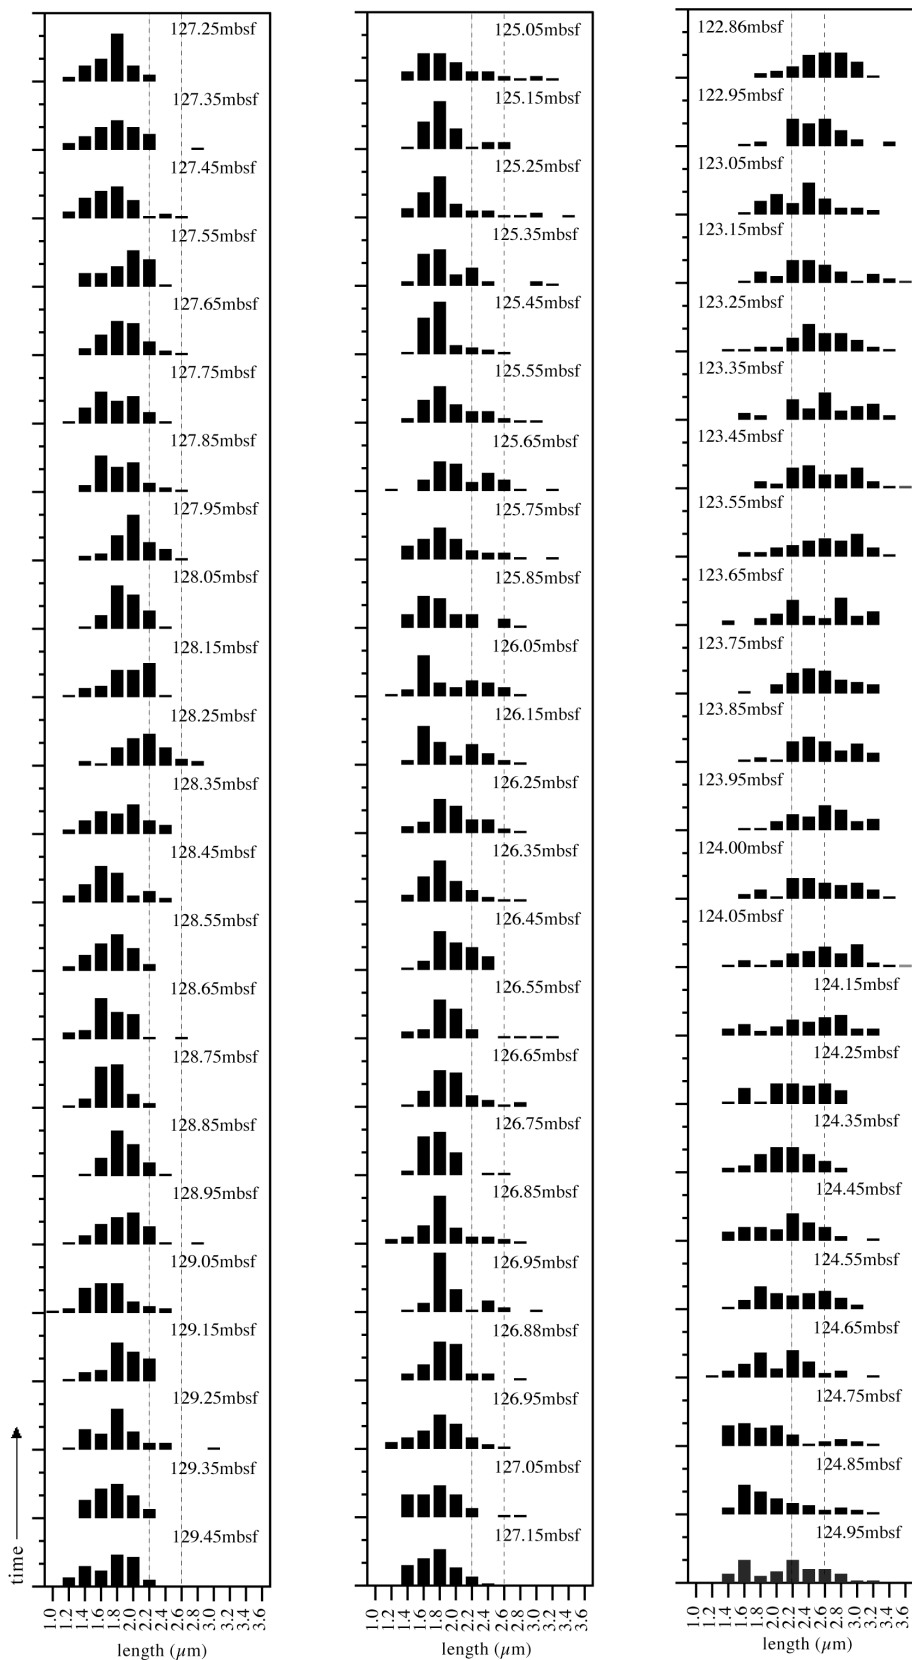 127.25mbsf
127.35mbsf
127.45mbsf
127.55mbsf
127.65mbsf
127.75mbsf
127.85mbsf
127.95mbsf
128.05mbsf
128.15mbsf
128.25mbsf
128.35mbsf
128.45mbsf
128.55mbsf
128.65mbsf
128.75mbsf
128.85mbsf
128.95mbsf
129.05mbsf
129.15mbsf
129.25mbsf
129.35mbsf
129.45mbsf
time
1.0 1.2 1.4 1.6 1.8 2.0 2.2 2.4 2.6 2.8 3.0 3.2 3.4 3.6
length (μm)
125.05mbsf
125.15mbsf
125.25mbsf
125.35mbsf
125.45mbsf
125.55mbsf
125.65mbsf
125.75mbsf
125.85mbsf
126.05mbsf
126.15mbsf
126.25mbsf
126.35mbsf
126.45mbsf
126.55mbsf
126.65mbsf
126.75mbsf
126.85mbsf
126.95mbsf
126.88mbsf
126.95mbsf
127.05mbsf
127.15mbsf
1.0 1.2 1.4 1.6 1.8 2.0 2.2 2.4 2.6 2.8 3.0 3.2 3.4 3.6
length (μm)
122.86mbsf
122.95mbsf
123.05mbsf
123.15mbsf
123.25mbsf
123.35mbsf
123.45mbsf
123.55mbsf
123.65mbsf
123.75mbsf
123.85mbsf
123.95mbsf
124.00mbsf
124.05mbsf
124.15mbsf
124.25mbsf
124.35mbsf
124.45mbsf
124.55mbsf
124.65mbsf
124.75mbsf
124.85mbsf
124.95mbsf
1.0 1.2 1.4 1.6 1.8 2.0 2.2 2.4 2.6 2.8 3.0 3.2 3.4 3.6
length (μm)